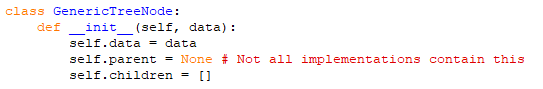 class GenericTreeNode:
    def __init__(self, data):
        self.data = data
        self.parent = None # Not all implementations contain this
        self.children = []